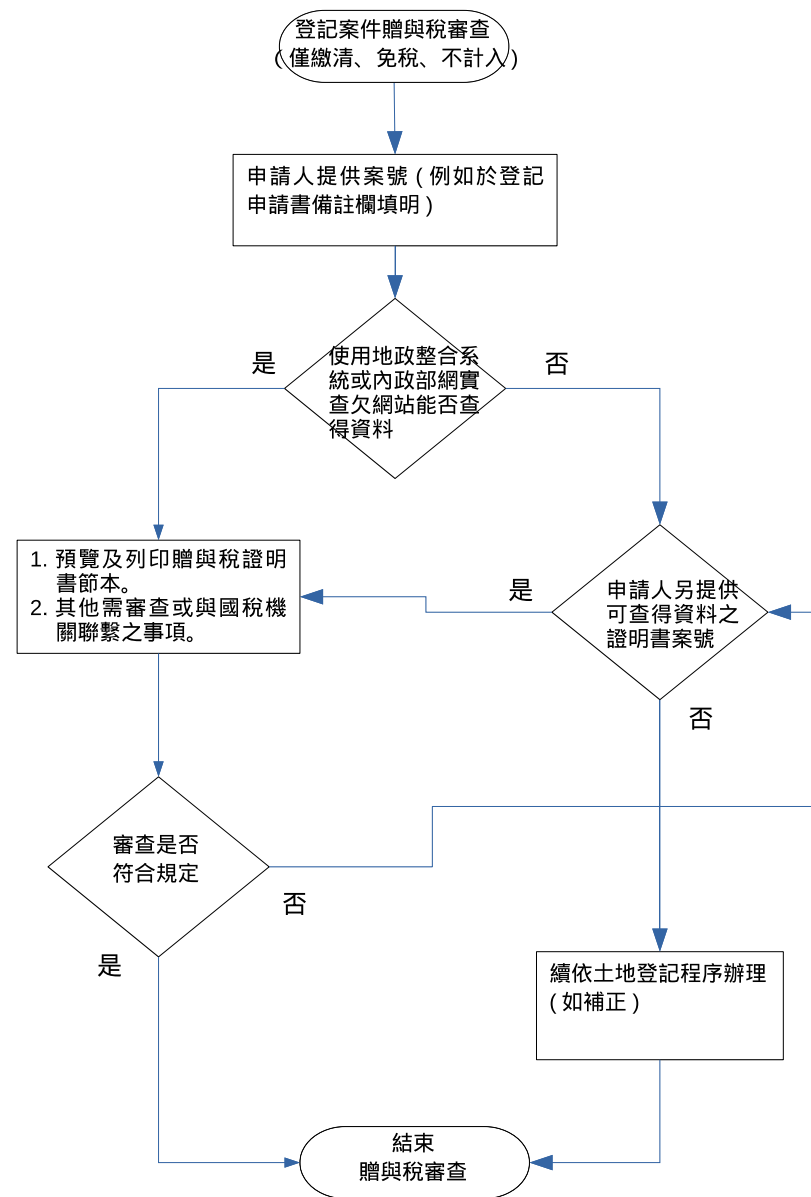 登記案件贈與稅審查
(僅繳清、免稅、不計入)
申請人提供案號(例如於登記
申請書備註欄填明)
是
使用地政整合系
統或內政部網實
查欠網站能否查
得資料
否
1. 預覽及列印贈與稅證明
書節本。
2. 其他需審查或與國稅機
關聯繫之事項。
是
申請人另提供
可查得資料之
證明書案號
否
審查是否
符合規定
否
是
續依土地登記程序辦理
(如補正)
結束
贈與稅審查